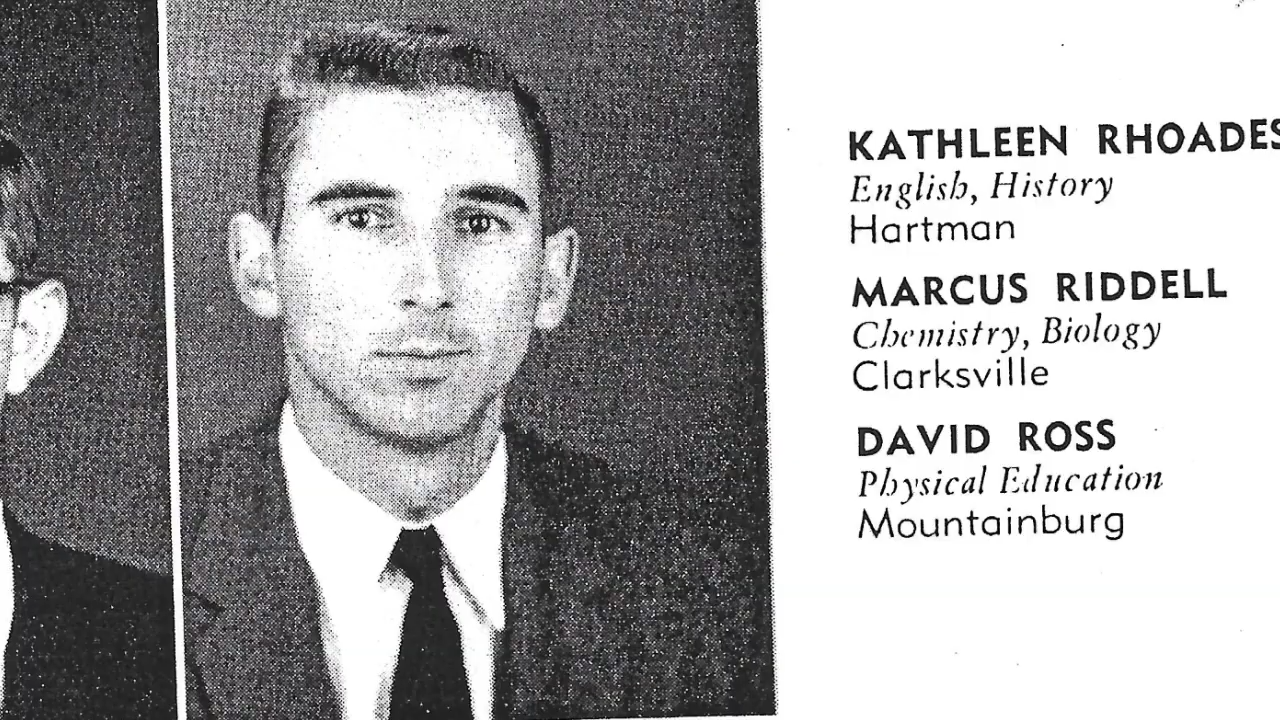 KATHLEEN RHOADES
English, History
Hartman
MARCUS RIDDELL
Chemistry, Biology
Clarksville
DAVID ROSS
Physical Education
Mountainburg